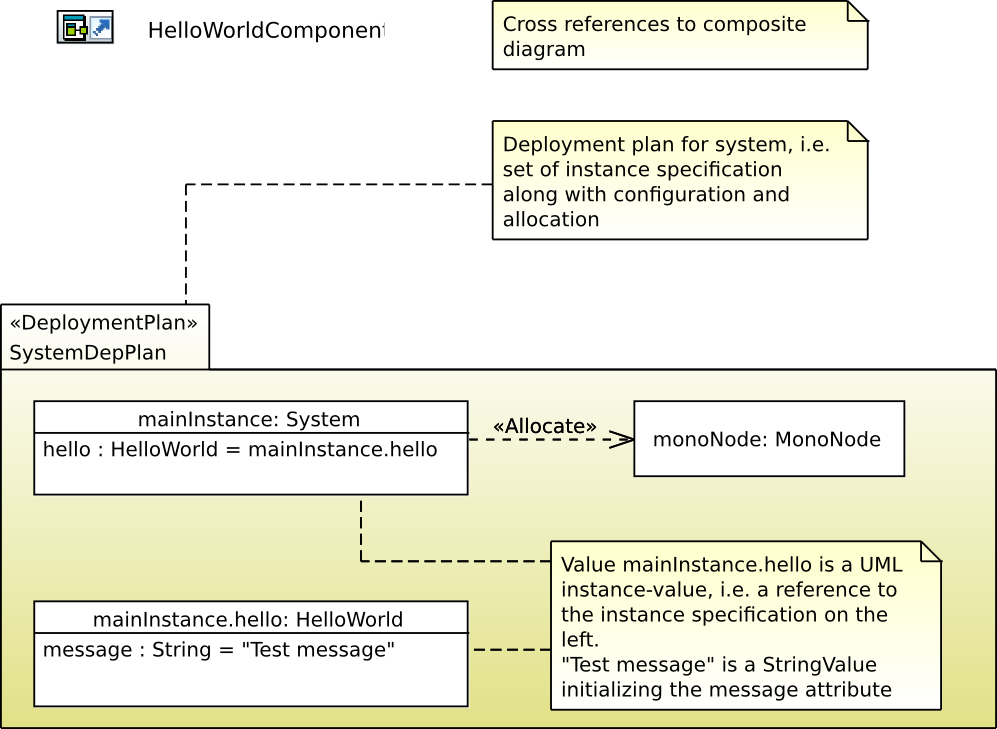 HelloWorldComponent
Cross references to composite
diagram
Deployment plan for system, i.e.
set of instance specification
along with configuration and
allocation
«DeploymentPlan»
SystemDepPlan
mainInstance: System
hello : HelloWorld = mainInstance.hello
«Allocate»
monoNode: MonoNode
Value mainInstance.hello is a UML
instance-value, i.e. a reference to
the instance specification on the
left.
"Test message" is a StringValue
initializing the message attribute
mainInstance.hello: HelloWorld
message : String = "Test message"